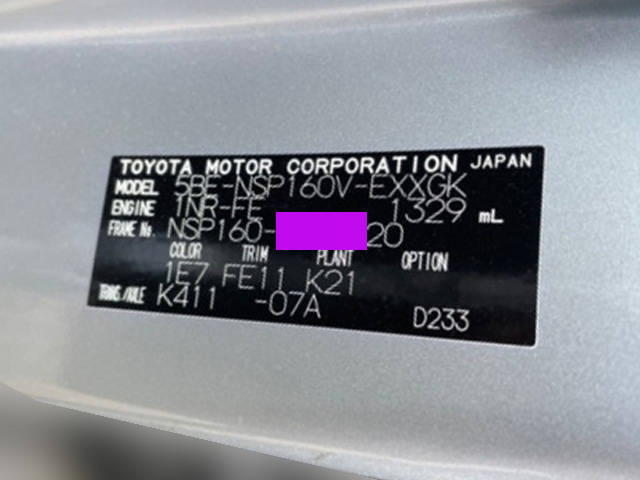 TOYOTA MOTOR CORPORATION JAPAN
MODEL 5BE-NSP160V-EXXGK
ENGINE 1NR-FE 1329 mL
FRAME No. NSP160- 20
COLOR TRIM PLANT OPTION
1E7 FE11 K21
TRANS./AXLE K411 -07A
D233